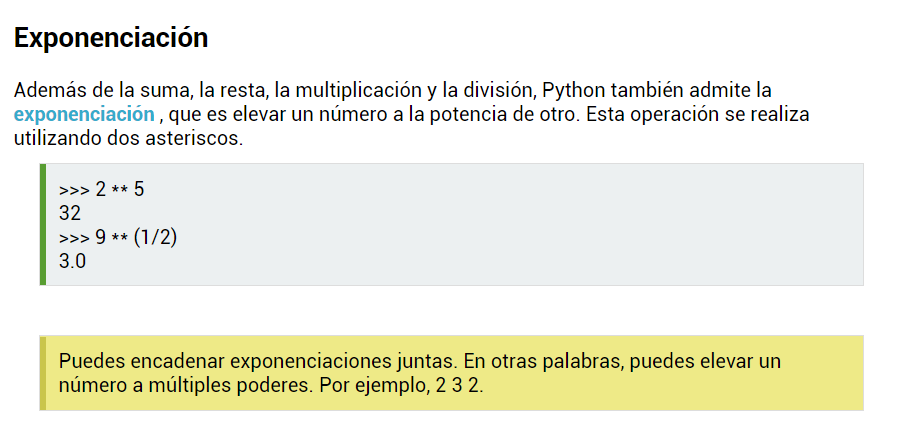 Exponenciación
Además de la suma, la resta, la multiplicación y la división, Python también admite la
exponenciación , que es elevar un número a la potencia de otro. Esta operación se realiza
utilizando dos asteriscos.
>>> 2 ** 5
32
>>> 9 ** (1/2)
3.0
Puedes encadenar exponenciaciones juntas. En otras palabras, puedes elevar un
número a múltiples poderes. Por ejemplo, 2 3 2.